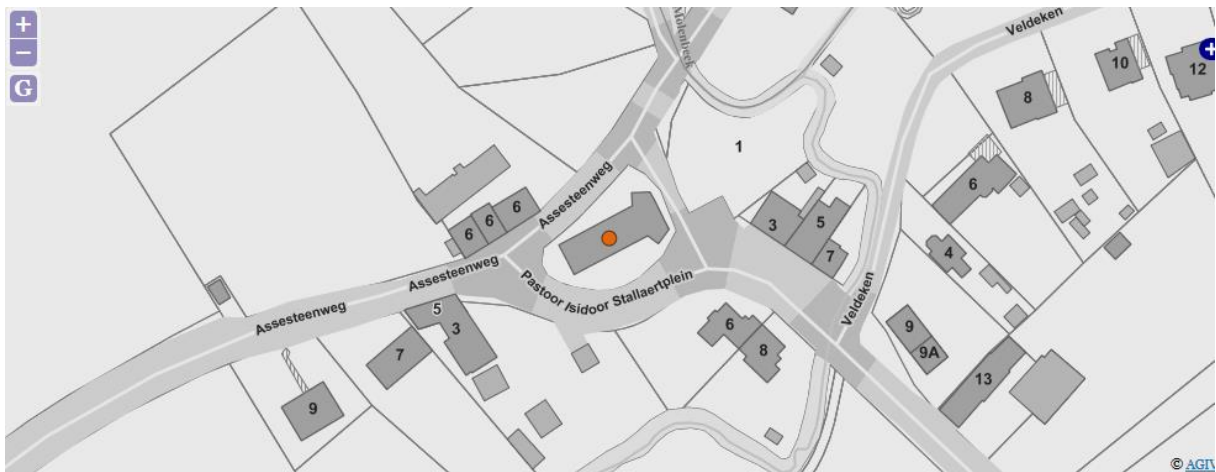 +
−
G
Molenbeek
Veldeken
10
12
+
8
1
6
Assesteenweg
6
6
6
3
5
7
4
Assesteenweg
Pastoor Isidoor Stallaertplein
Veldeken
Assesteenweg
5
3
7
6
8
9
9A
13
9
© AGIV